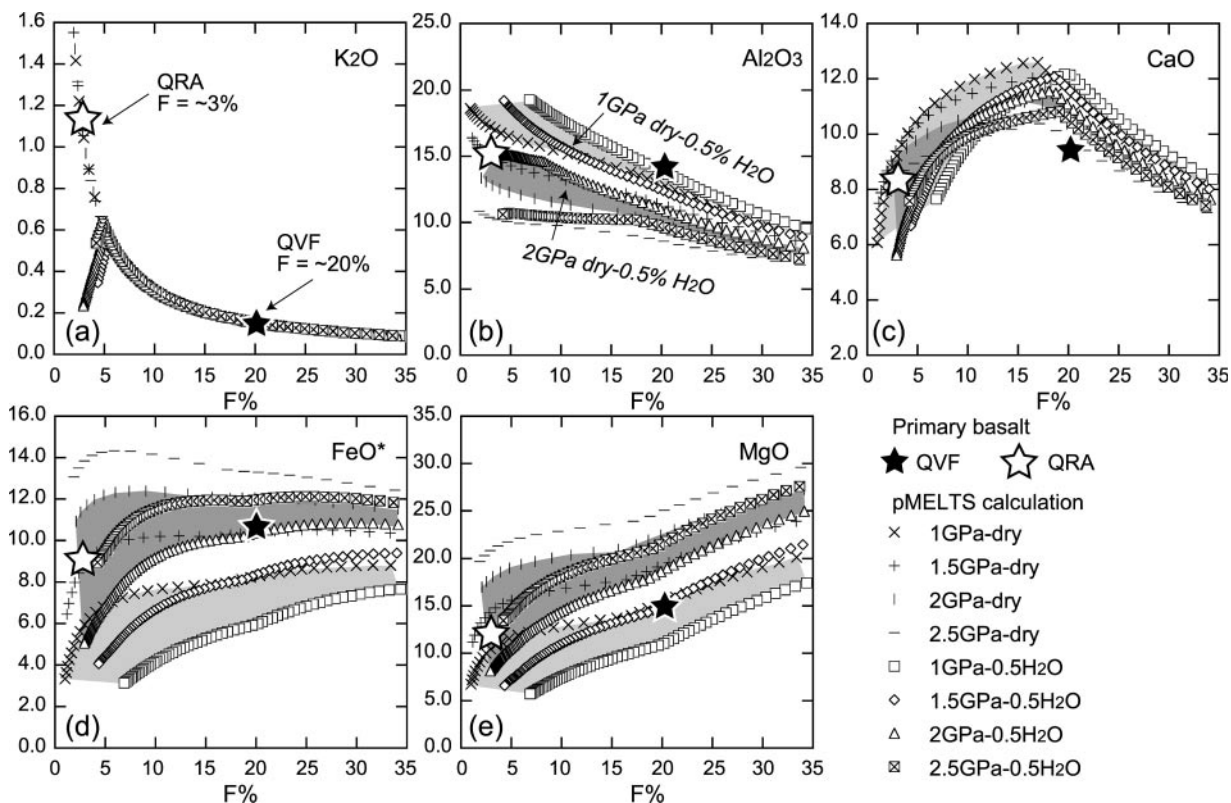 K2O
1.6
1.4
1.2
1.0
0.8
0.6
0.4
0.2
0.0
QRA
F = ~3%
QVF
F = ~20%
(a)
0 5 10 15 20 25 30 35
F%
Al2O3
25.0
20.0
15.0
10.0
5.0
1GPa dry-0.5% H2O
2GPa dry-0.5% H2O
(b)
0 5 10 15 20 25 30 35
F%
CaO
14.0
12.0
10.0
8.0
6.0
4.0
2.0
(c)
0 5 10 15 20 25 30 35
F%
FeO*
16.0
14.0
12.0
10.0
8.0
6.0
4.0
2.0
0.0
(d)
0 5 10 15 20 25 30 35
F%
MgO
35.0
30.0
25.0
20.0
15.0
10.0
5.0
0.0
(e)
0 5 10 15 20 25 30 35
F%
Primary basalt
QVF QRA
pMELTS calculation
1GPa-dry
1.5GPa-dry
2GPa-dry
2.5GPa-dry
1GPa-0.5H2O
1.5GPa-0.5H2O
2GPa-0.5H2O
2.5GPa-0.5H2O